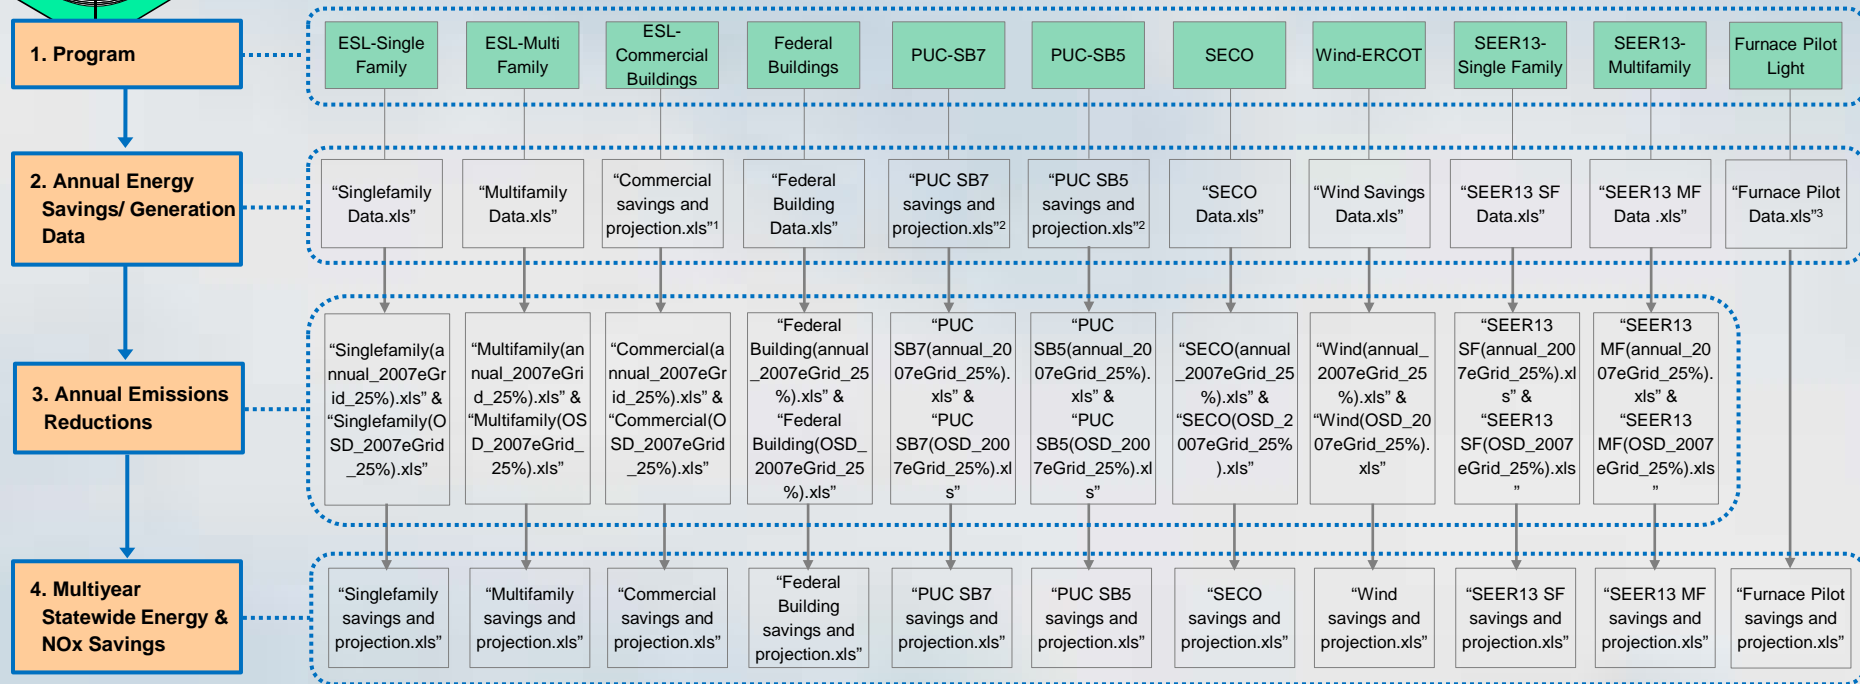 1. Program
ESL-Single
Family
ESL-Multi
Family
ESL-
Commercial
Buildings
Federal
Buildings
PUC-SB7
PUC-SB5
SECO
Wind-ERCOT
SEER13-
Single Family
SEER13-
Multifamily
Furnace Pilot
Light
2. Annual Energy
Savings/ Generation
Data
“Singlefamily
Data.xls”
“Multifamily
Data.xls”
“Commercial
savings and
projection.xls”1
“Federal
Building
Data.xls”
“PUC SB7
savings and
projection.xls”2
“PUC SB5
savings and
projection.xls”2
“SECO
Data.xls”
“Wind Savings
Data.xls”
“SEER13 SF
Data.xls”
“SEER13 MF
Data .xls”
“Furnace Pilot
Data.xls”3
3. Annual Emissions
Reductions
“Singlefamily(a
nnual_2007eGr
id_25%).xls” &
“Singlefamily(O
SD_2007eGrid
_25%).xls”
“Multifamily(an
nual_2007eGri
d_25%).xls” &
“Multifamily(OS
D_2007eGrid_
25%).xls”
“Commercial(a
nnual_2007eGr
id_25%).xls” &
“Commercial(O
SD_2007eGrid
_25%).xls”
“Federal
Building(annual
_2007eGrid_25
%).xls” &
“Federal
Building(OSD_
2007eGrid_25
%).xls”
“PUC
SB7(annual_20
07eGrid_25%).
xls” &
“PUC
SB7(OSD_200
7eGrid_25%).xl
s”
“PUC
SB5(annual_20
07eGrid_25%).
xls” &
“PUC
SB5(OSD_200
7eGrid_25%).xl
s”
“SECO(annual
_2007eGrid_25
%).xls” &
“SECO(OSD_2
007eGrid_25%
).xls”
“Wind(annual_
2007eGrid_25
%).xls” &
“Wind(OSD_20
07eGrid_25%).
xls”
“SEER13
SF(annual_200
7eGrid_25%).xl
s” &
“SEER13
SF(OSD_2007
eGrid_25%).xls
”
“SEER13
MF(annual_20
07eGrid_25%).
xls” &
“SEER13
MF(OSD_2007
eGrid_25%).xls
”
4. Multiyear
Statewide Energy &
NOx Savings
“Singlefamily
savings and
projection.xls”
“Multifamily
savings and
projection.xls”
“Commercial
savings and
projection.xls”
“Federal
Building
savings and
projection.xls”
“PUC SB7
savings and
projection.xls”
“PUC SB5
savings and
projection.xls”
“SECO
savings and
projection.xls”
“Wind
savings and
projection.xls”
“SEER13 SF
savings and
projection.xls”
“SEER13 MF
savings and
projection.xls”
“Furnace Pilot
savings and
projection.xls”